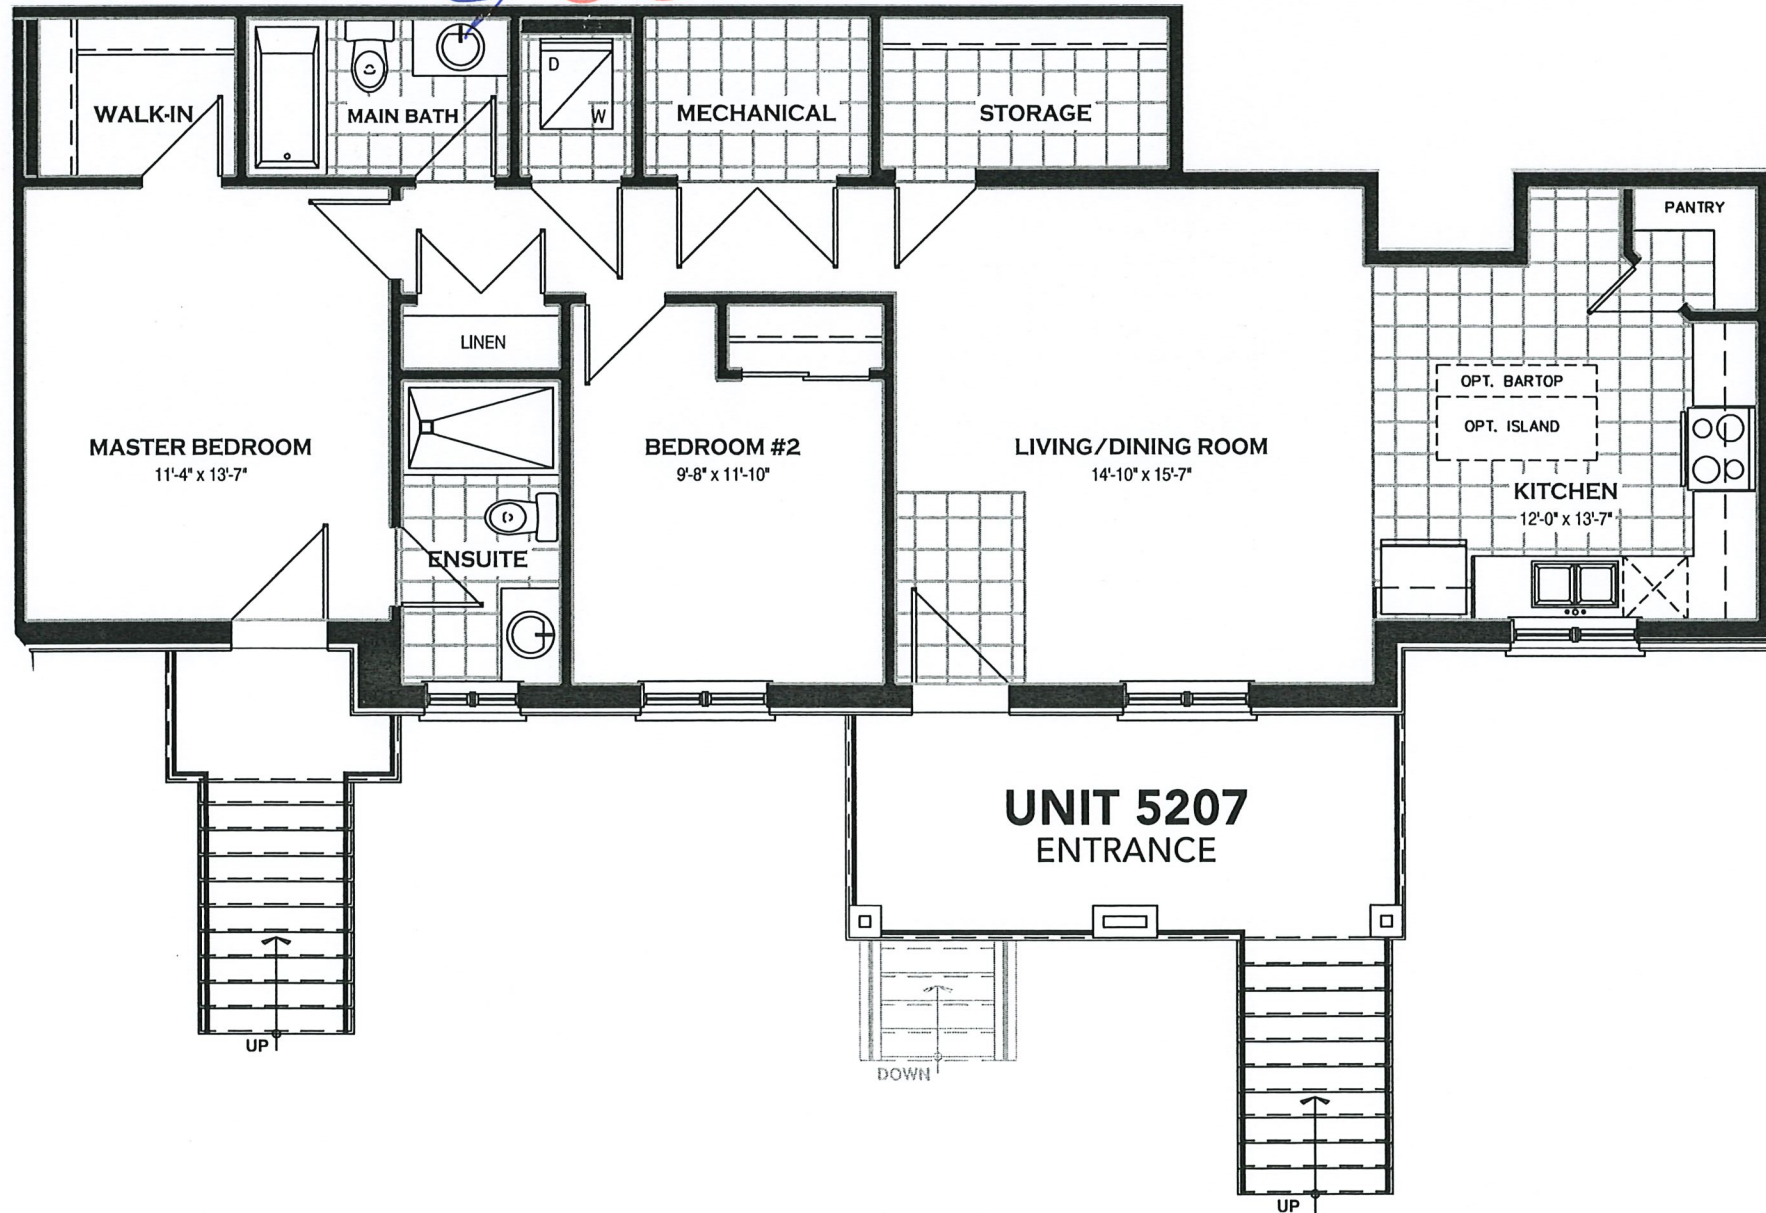 WALK-IN
MAIN BATH
D
W
MECHANICAL
STORAGE
PANTRY
LINEN
OPT. BARTOP
OPT. ISLAND
MASTER BEDROOM
11'-4" x 13'-7"
BEDROOM #2
9'-8" x 11'-10"
LIVING/DINING ROOM
14'-10" x 15'-7"
KITCHEN
12'-0" x 13'-7"
ENSUITE
UNIT 5207
ENTRANCE
UP
DOWN
UP